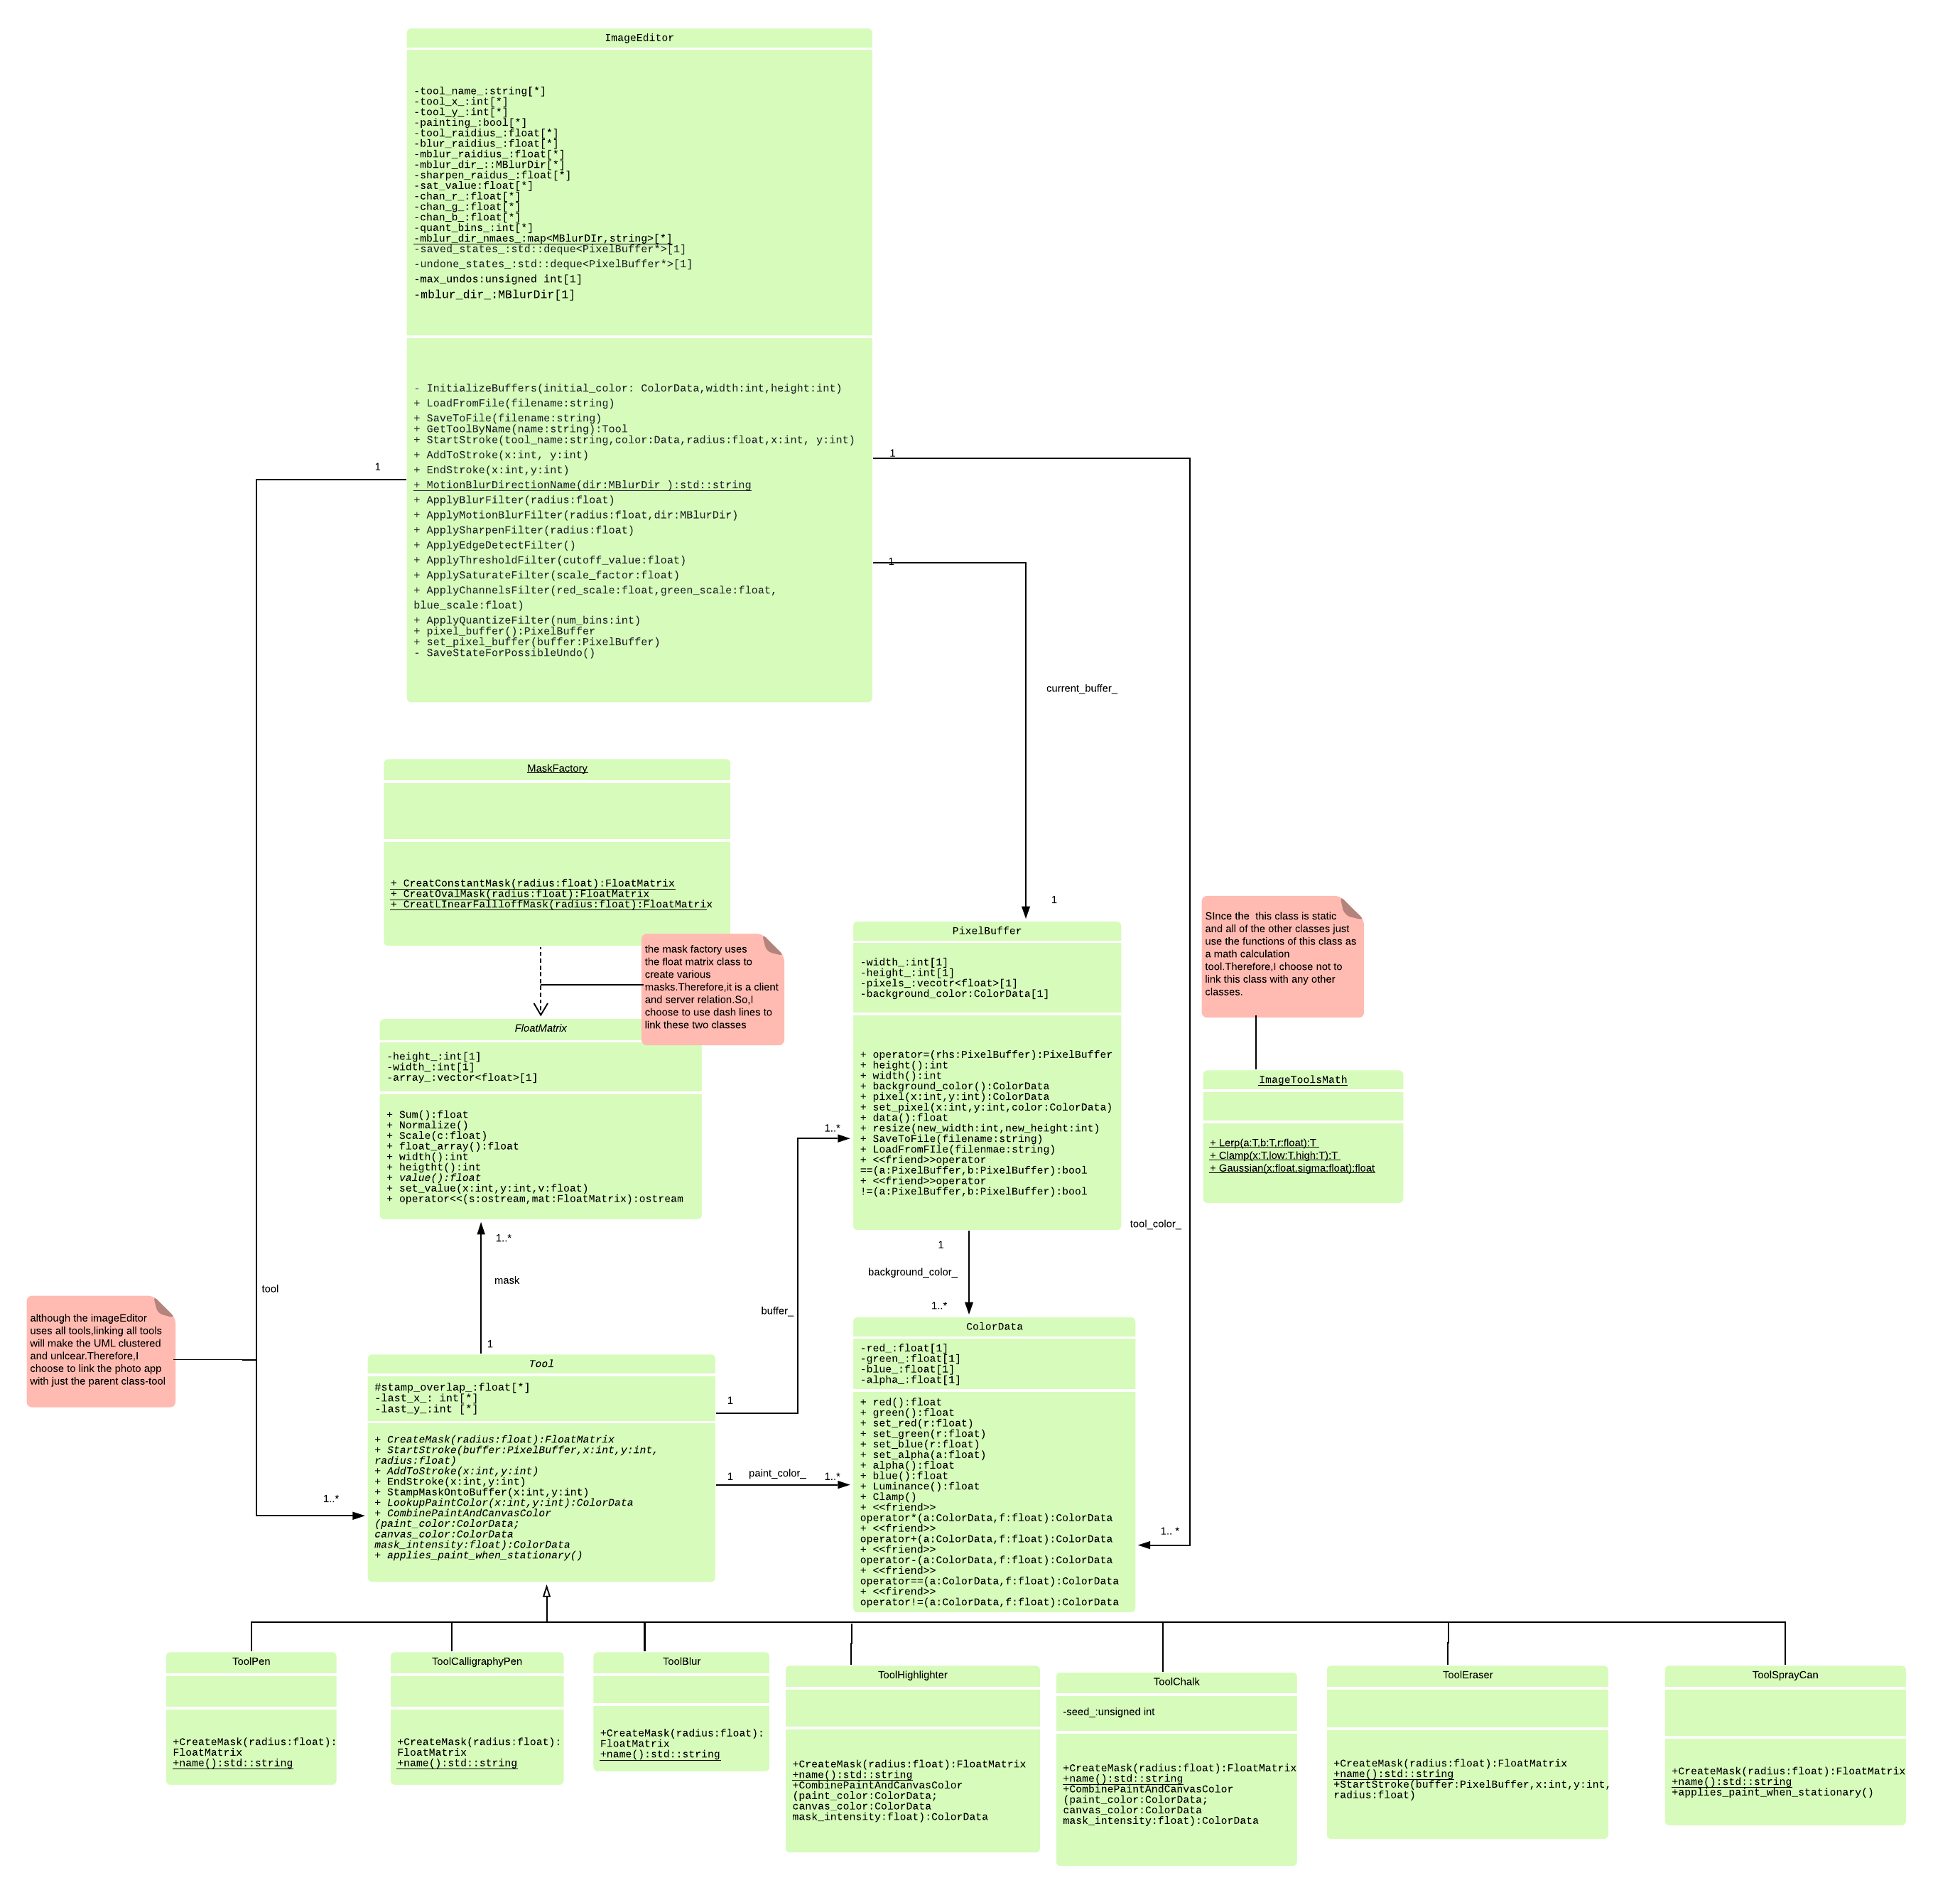 ImageEditor
-tool_name_:string[*]
-tool_x_:int[*]
-tool_y_:int[*]
-painting_:bool[*]
-tool_raidius_:float[*]
-blur_raidius_:float[*]
-mblur_raidius_:float[*]
-mblur_dir_::MBlurDir[*]
-sharpen_raidus_:float[*]
-sat_value:float[*]
-chan_r_:float[*]
-chan_g_:float[*]
-chan_b_:float[*]
-quant_bins_:int[*]
-mblur_dir_nmaes_:map<MBlurDIr,string>[*]
-saved_states_:std::deque<PixelBuffer*>[1]
-undone_states_:std::deque<PixelBuffer*>[1]
-max_undos:unsigned int[1]
-mblur_dir_:MBlurDir[1]
- InitializeBuffers(initial_color: ColorData,width:int,height:int)
+ LoadFromFile(filename:string)
+ SaveToFile(filename:string)
+ GetToolByName(name:string):Tool
+ StartStroke(tool_name:string,color:Data,radius:float,x:int, y:int)
+ AddToStroke(x:int, y:int)
+ EndStroke(x:int,y:int)
+ MotionBlurDirectionName(dir:MBlurDir ):std::string
+ ApplyBlurFilter(radius:float)
+ ApplyMotionBlurFilter(radius:float,dir:MBlurDir)
+ ApplySharpenFilter(radius:float)
+ ApplyEdgeDetectFilter()
+ ApplyThresholdFilter(cutoff_value:float)
+ ApplySaturateFilter(scale_factor:float)
+ ApplyChannelsFilter(red_scale:float,green_scale:float,
blue_scale:float)
+ ApplyQuantizeFilter(num_bins:int)
+ pixel_buffer():PixelBuffer
+ set_pixel_buffer(buffer:PixelBuffer)
- SaveStateForPossibleUndo()
1
1
1
current_buffer_
1
MaskFactory
+ CreatConstantMask(radius:float):FloatMatrix
+ CreatOvalMask(radius:float):FloatMatrix
+ CreatLInearFallloffMask(radius:float):FloatMatrix
the mask factory uses
the float matrix class to
create various
masks.Therefore,it is a client
and server relation.So,I
choose to use dash lines to
link these two classes
FloatMatrix
-height_:int[1]
-width_:int[1]
-array_:vector<float>[1]
+ Sum():float
+ Normalize()
+ Scale(c:float)
+ float_array():float
+ width():int
+ heigtht():int
+ value():float
+ set_value(x:int,y:int,v:float)
+ operator<<(s:ostream,mat:FloatMatrix):ostream
PixelBuffer
-width_:int[1]
-height_:int[1]
-pixels_:vecotr<float>[1]
-background_color:ColorData[1]
+ operator=(rhs:PixelBuffer):PixelBuffer
+ height():int
+ width():int
+ background_color():ColorData
+ pixel(x:int,y:int):ColorData
+ set_pixel(x:int,y:int,color:ColorData)
+ data():float
+ resize(new_width:int,new_height:int)
+ SaveToFile(filename:string)
+ LoadFromFIle(filenmae:string)
+ <<friend>>operator
==(a:PixelBuffer,b:PixelBuffer):bool
+ <<friend>>operator
!=(a:PixelBuffer,b:PixelBuffer):bool
SInce the  this class is static
and all of the other classes just
use the functions of this class as
a math calculation
tool.Therefore,I choose not to
link this class with any other
classes.
ImageToolsMath
+ Lerp(a:T,b:T,r:float):T
+ Clamp(x:T,low:T,high:T):T
+ Gaussian(x:float,sigma:float):float
1..*
mask
1
1..*
buffer_
1
1
background_color_
1..*
tool_color_
1.. *
tool
1..*
although the imageEditor
uses all tools,linking all tools
will make the UML clustered
and unlcear.Therefore,I
choose to link the photo app
with just the parent class-tool
Tool
#stamp_overlap_:float[*]
-last_x_: int[*]
-last_y_:int [*]
+ CreateMask(radius:float):FloatMatrix
+ StartStroke(buffer:PixelBuffer,x:int,y:int,
radius:float)
+ AddToStroke(x:int,y:int)
+ EndStroke(x:int,y:int)
+ StampMaskOntoBuffer(x:int,y:int)
+ LookupPaintColor(x:int,y:int):ColorData
+ CombinePaintAndCanvasColor
(paint_color:ColorData;
canvas_color:ColorData
mask_intensity:float):ColorData
+ applies_paint_when_stationary()
1
paint_color_
1..*
ColorData
-red_:float[1]
-green_:float[1]
-blue_:float[1]
-alpha_:float[1]
+ red():float
+ green():float
+ set_red(r:float)
+ set_green(r:float)
+ set_blue(r:float)
+ set_alpha(a:float)
+ alpha():float
+ blue():float
+ Luminance():float
+ Clamp()
+ <<friend>>
operator*(a:ColorData,f:float):ColorData
+ <<friend>>
operator+(a:ColorData,f:float):ColorData
+ <<friend>>
operator-(a:ColorData,f:float):ColorData
+ <<friend>>
operator==(a:ColorData,f:float):ColorData
+ <<firend>>
operator!=(a:ColorData,f:float):ColorData
ToolPen
+CreateMask(radius:float):
FloatMatrix
+name():std::string
ToolCalligraphyPen
+CreateMask(radius:float):
FloatMatrix
+name():std::string
ToolBlur
+CreateMask(radius:float):
FloatMatrix
+name():std::string
ToolHighlighter
+CreateMask(radius:float):FloatMatrix
+name():std::string
+CombinePaintAndCanvasColor
(paint_color:ColorData;
canvas_color:ColorData
mask_intensity:float):ColorData
ToolChalk
-seed_:unsigned int
+CreateMask(radius:float):FloatMatrix
+name():std::string
+CombinePaintAndCanvasColor
(paint_color:ColorData;
canvas_color:ColorData
mask_intensity:float):ColorData
ToolEraser
+CreateMask(radius:float):FloatMatrix
+name():std::string
+StartStroke(buffer:PixelBuffer,x:int,y:int,
radius:float)
ToolSprayCan
+CreateMask(radius:float):FloatMatrix
+name():std::string
+applies_paint_when_stationary()